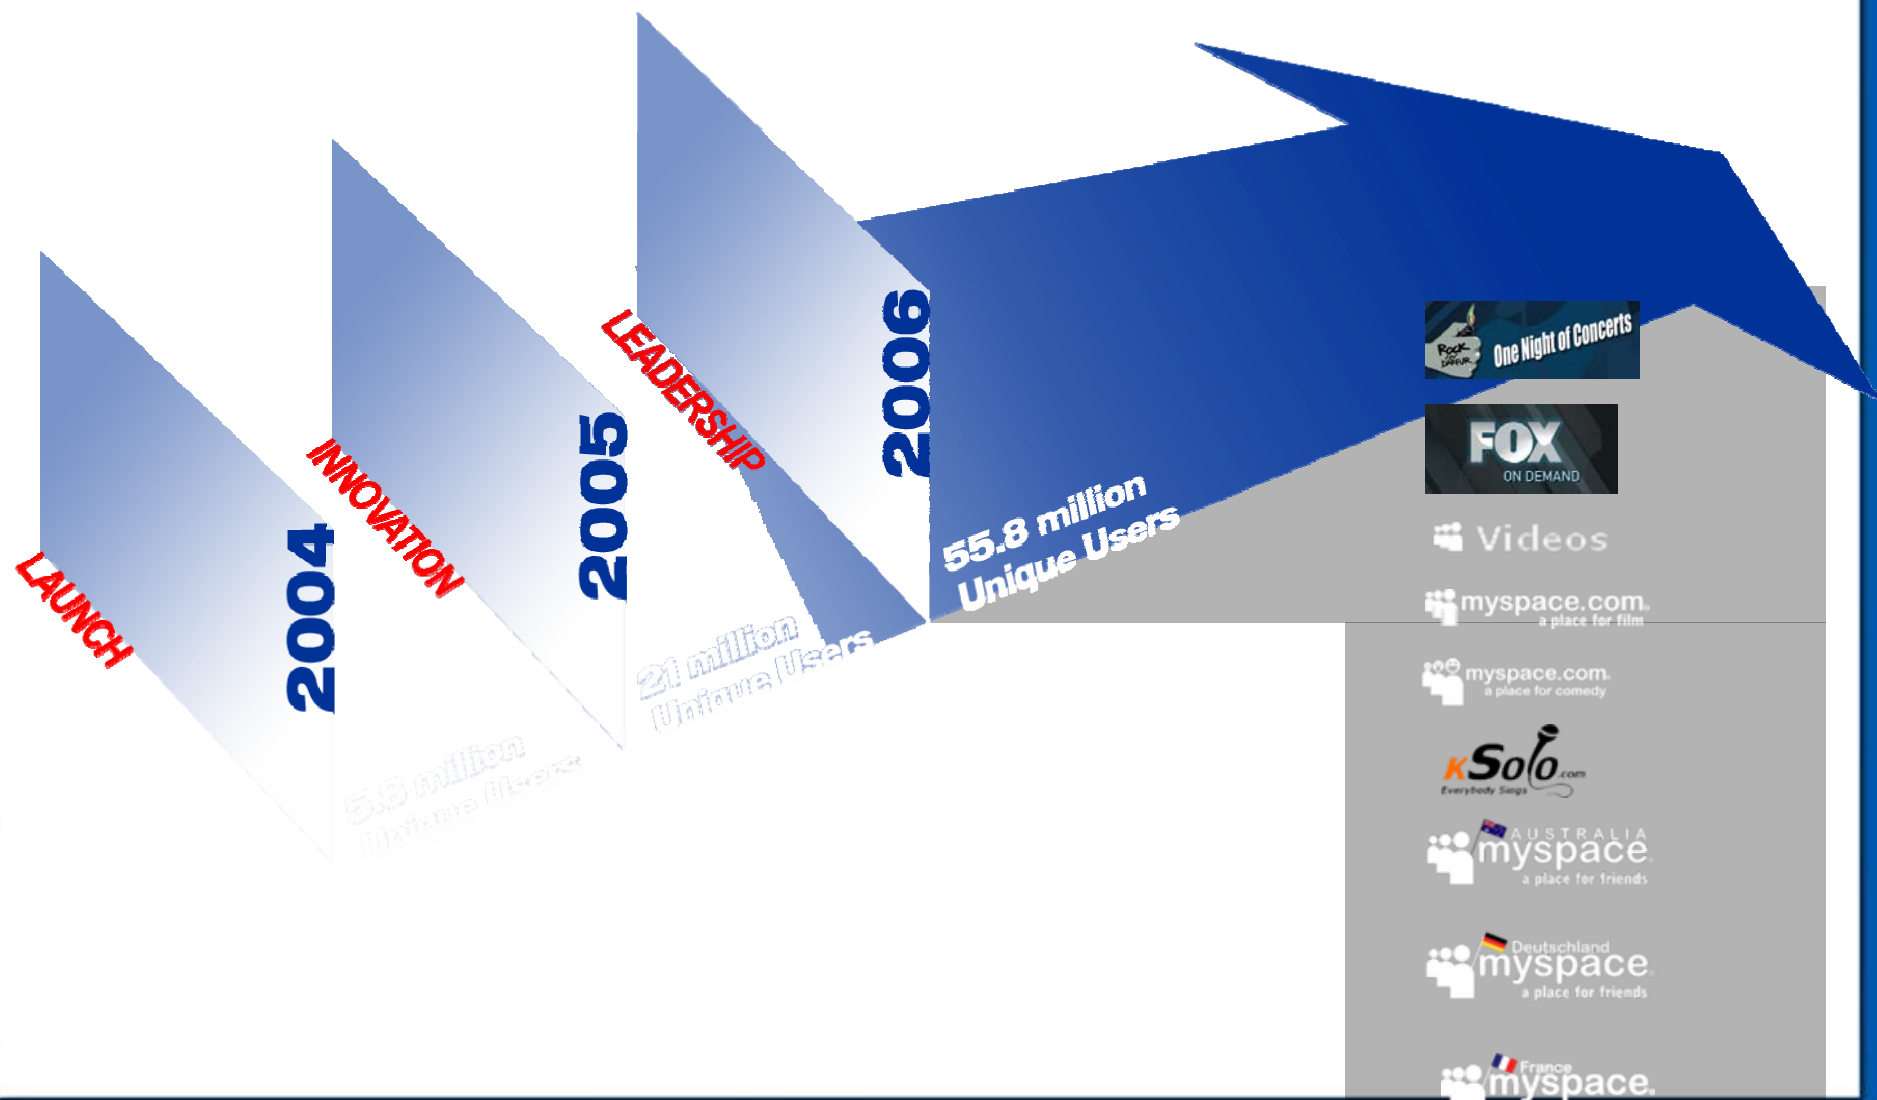 LAUNCH
2004
5.8 million
Unique Users
INNOVATION
2005
21 million
Unique Users
LEADERSHIP
2006
55.8 million
Unique Users
ROCK
FOR
DARFUR
One Night of Concerts
FOX
ON DEMAND
Videos
myspace.com
a place for film
myspace.com
a place for comedy
kSolo.com
Everybody Sings
AUSTRALIA
myspace
a place for friends
Deutschland
myspace
a place for friends
France
myspace